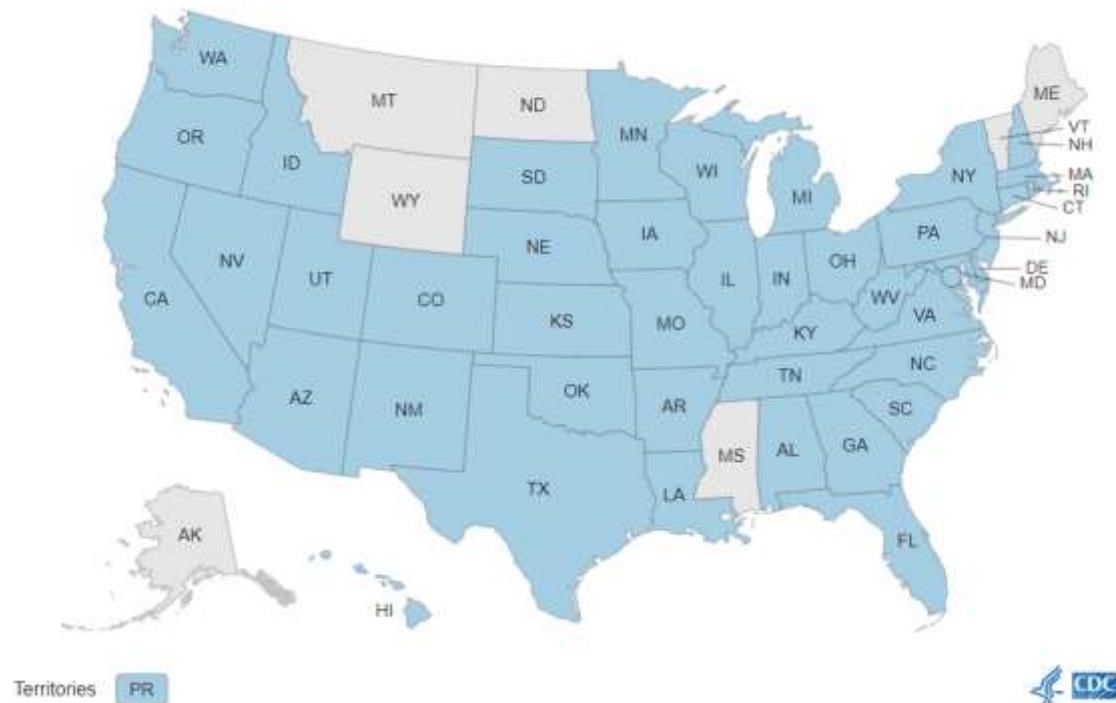 WA
MT
ND
ME
OR
MN
VT
NH
ID
SD
WI
NY
MA
RI
CT
WY
MI
IA
PA
NJ
NE
NV
OH
DE
MD
UT
IL
IN
CA
CO
WV
VA
KS
MO
KY
NC
TN
OK
AZ
NM
AR
SC
MS
AL
GA
TX
LA
AK
FL
HI
Territories PR
CDC